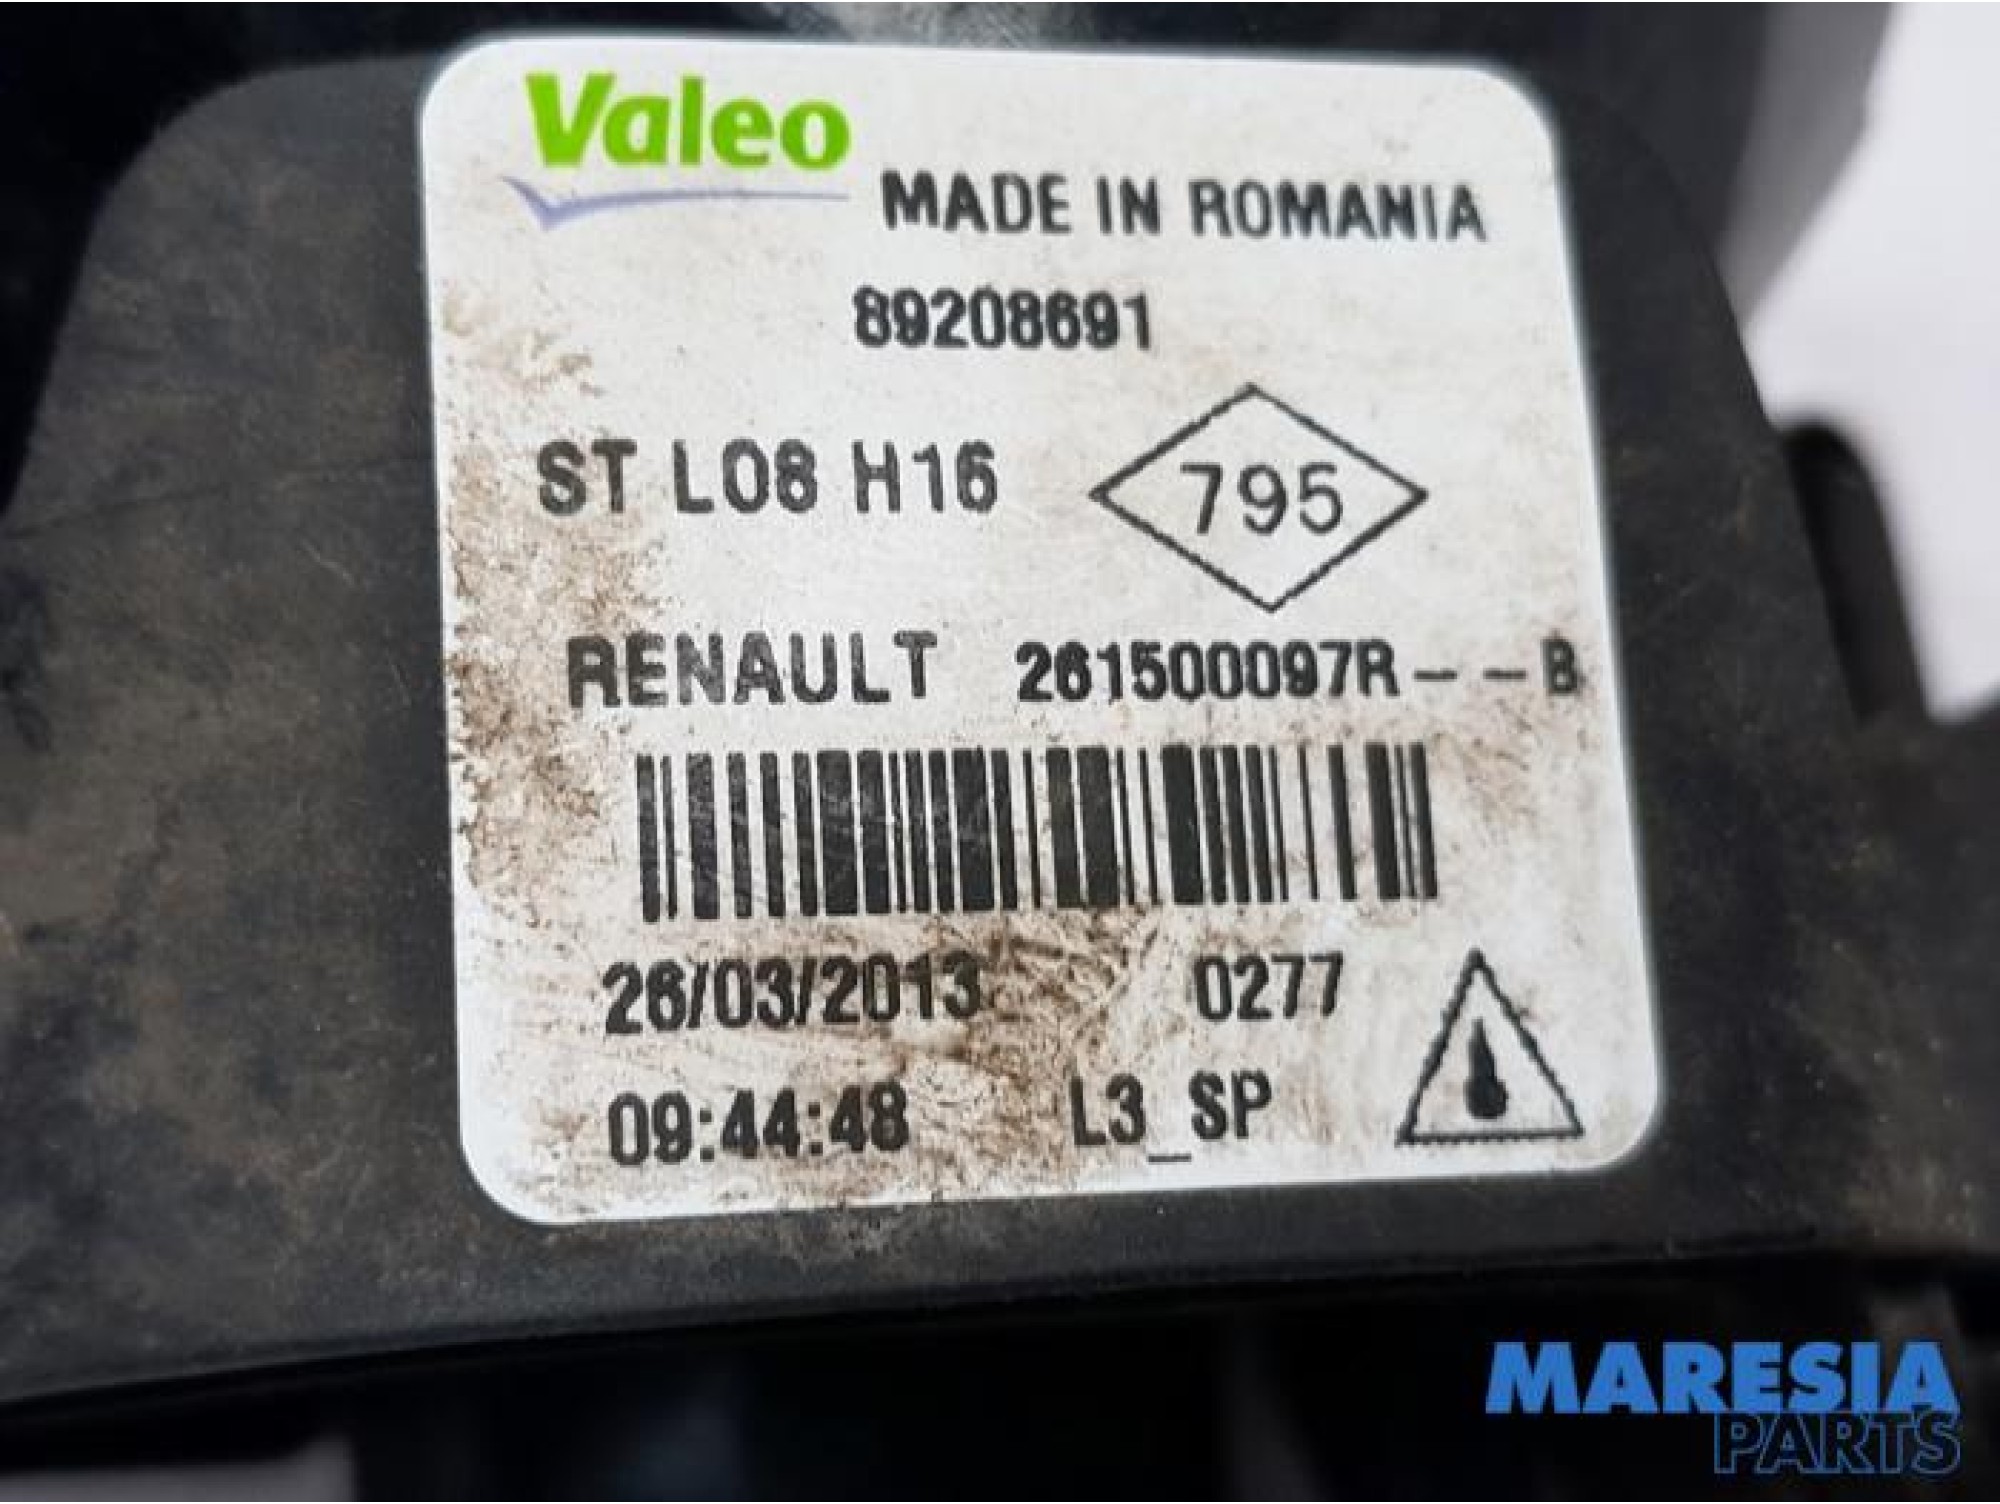 Valeo
MADE IN ROMANIA
89208691
ST L08 H16
795
RENAULT 261500097R--B
26/03/2013 0277
09:44:48 L3_SP
MARESIA
PARTS